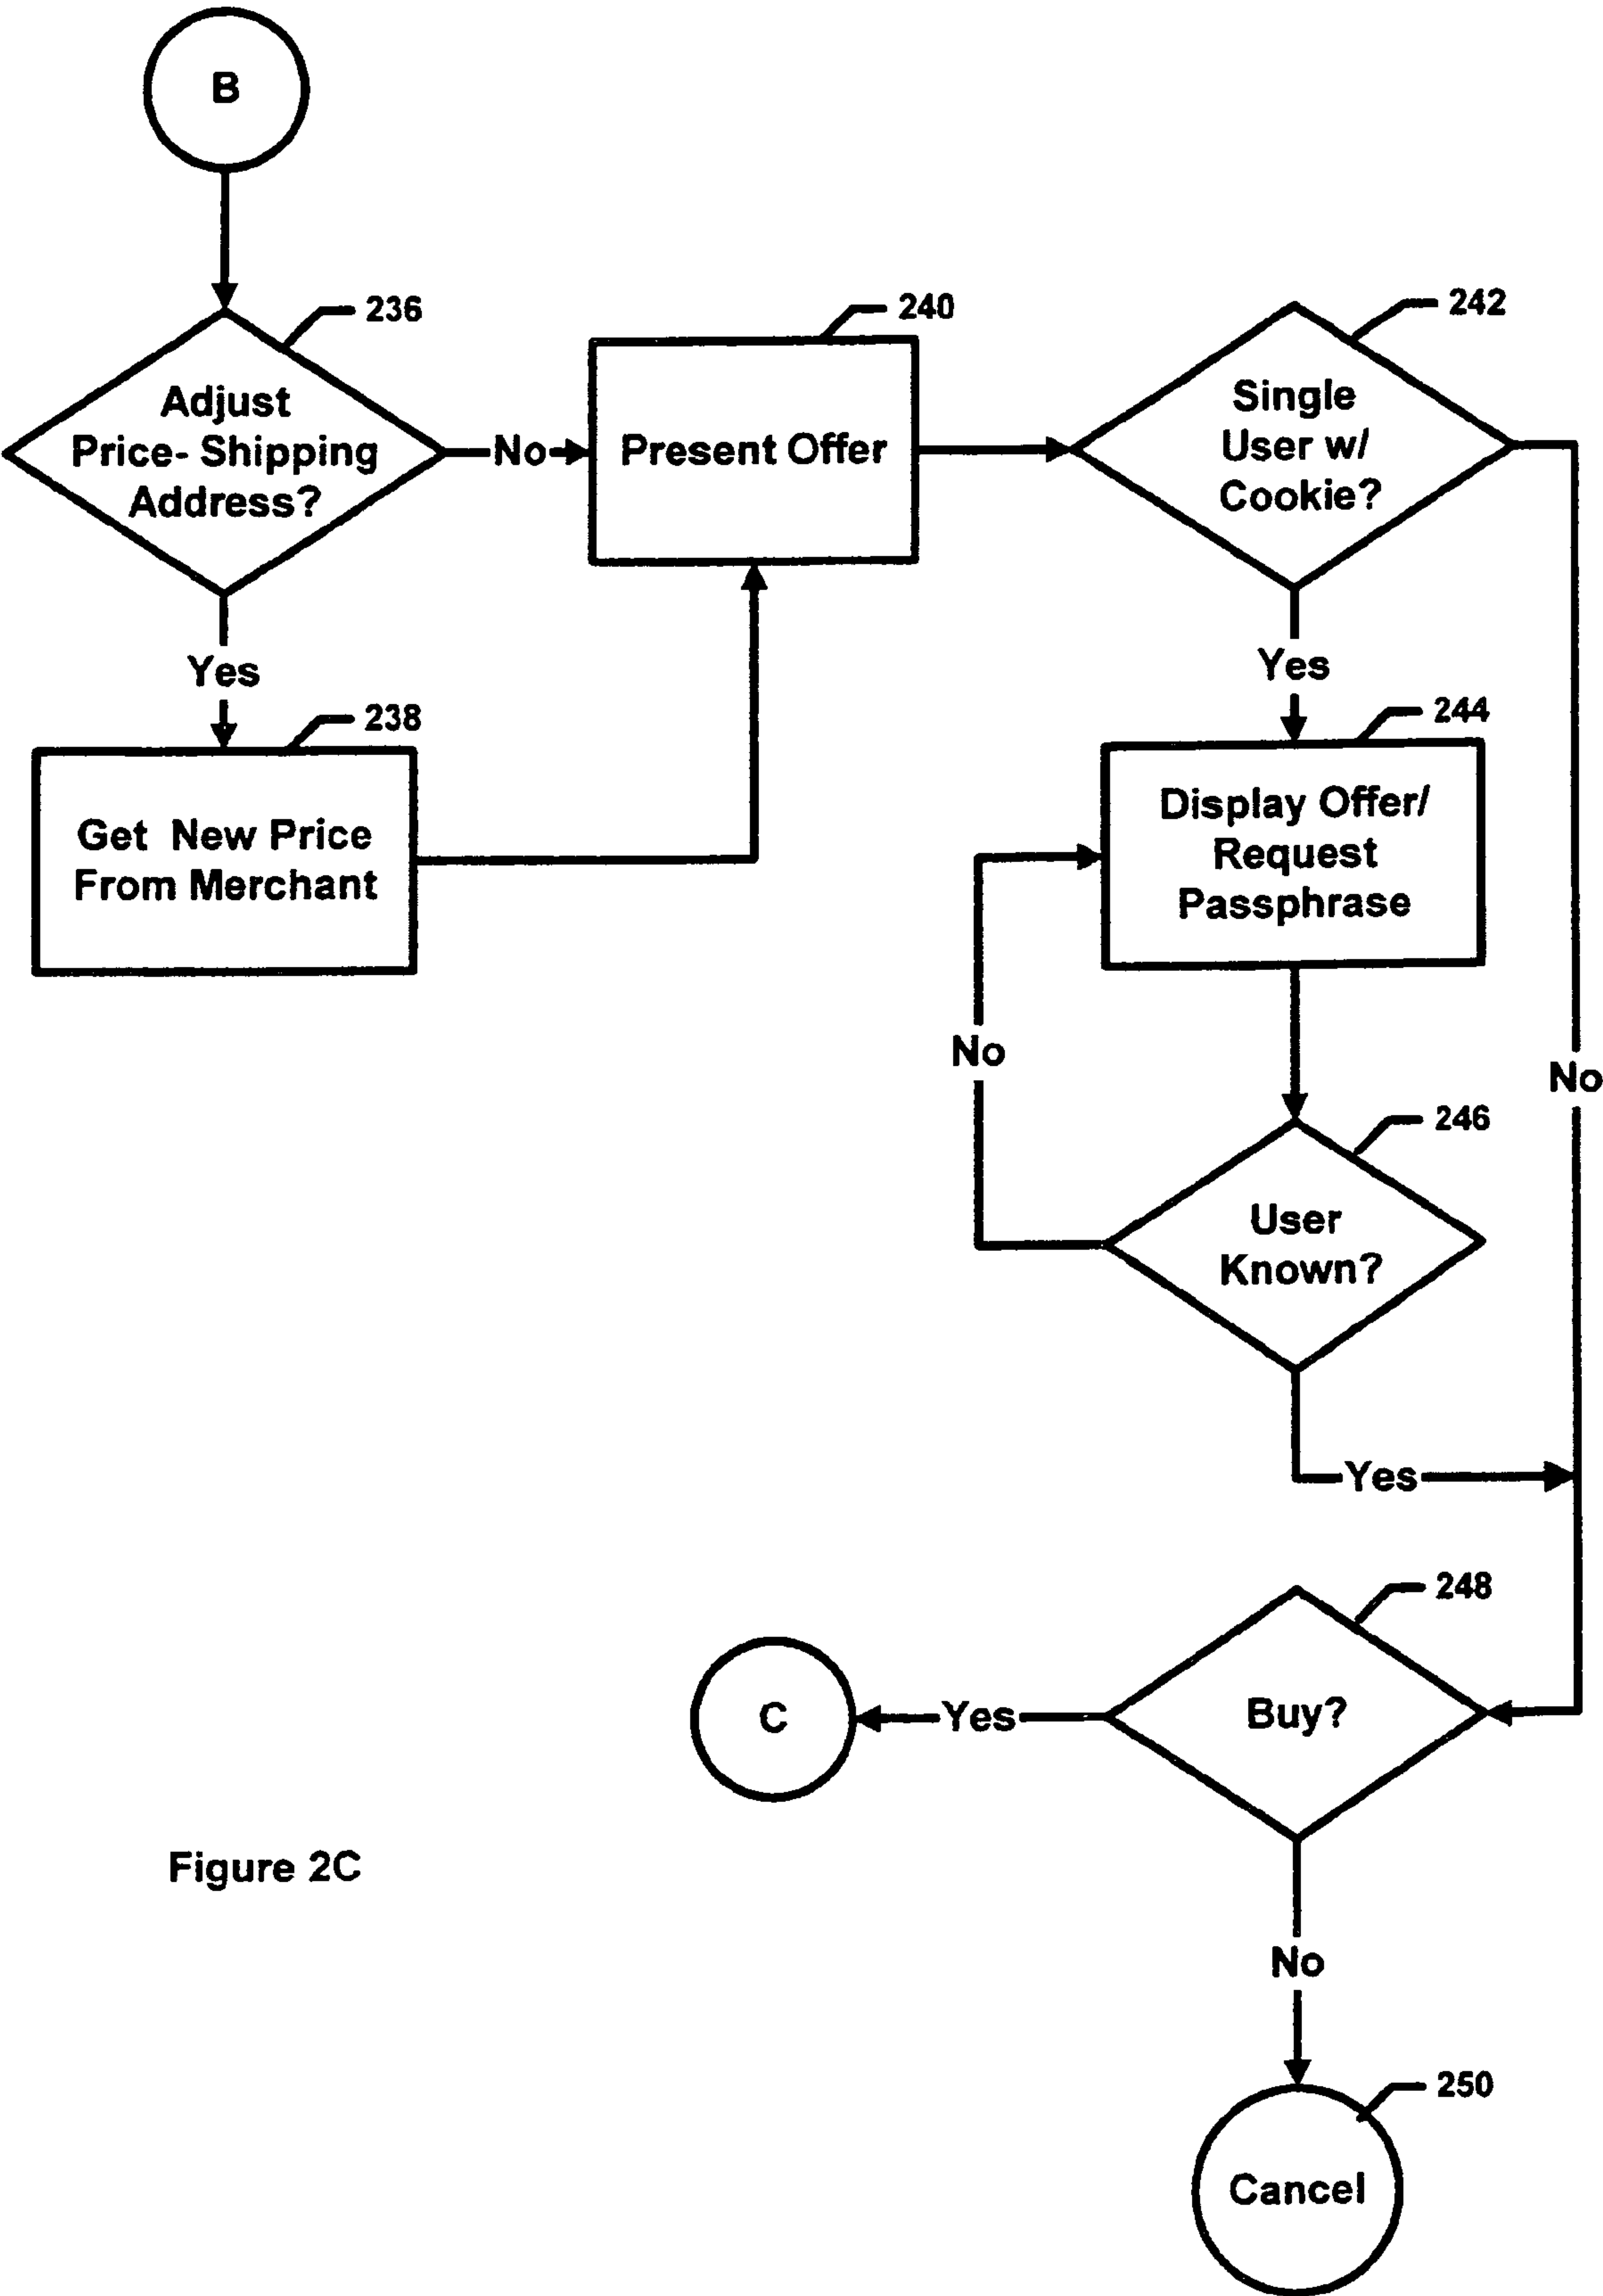 B
236
Adjust
Price- Shipping
Address?
No
Yes
238
Get New Price
From Merchant
240
Present Offer
242
Single
User w/
Cookie?
Yes
No
244
Display Offer/
Request
Passphrase
No
246
User
Known?
Yes
248
Buy?
Yes
C
No
250
Cancel
Figure 2C